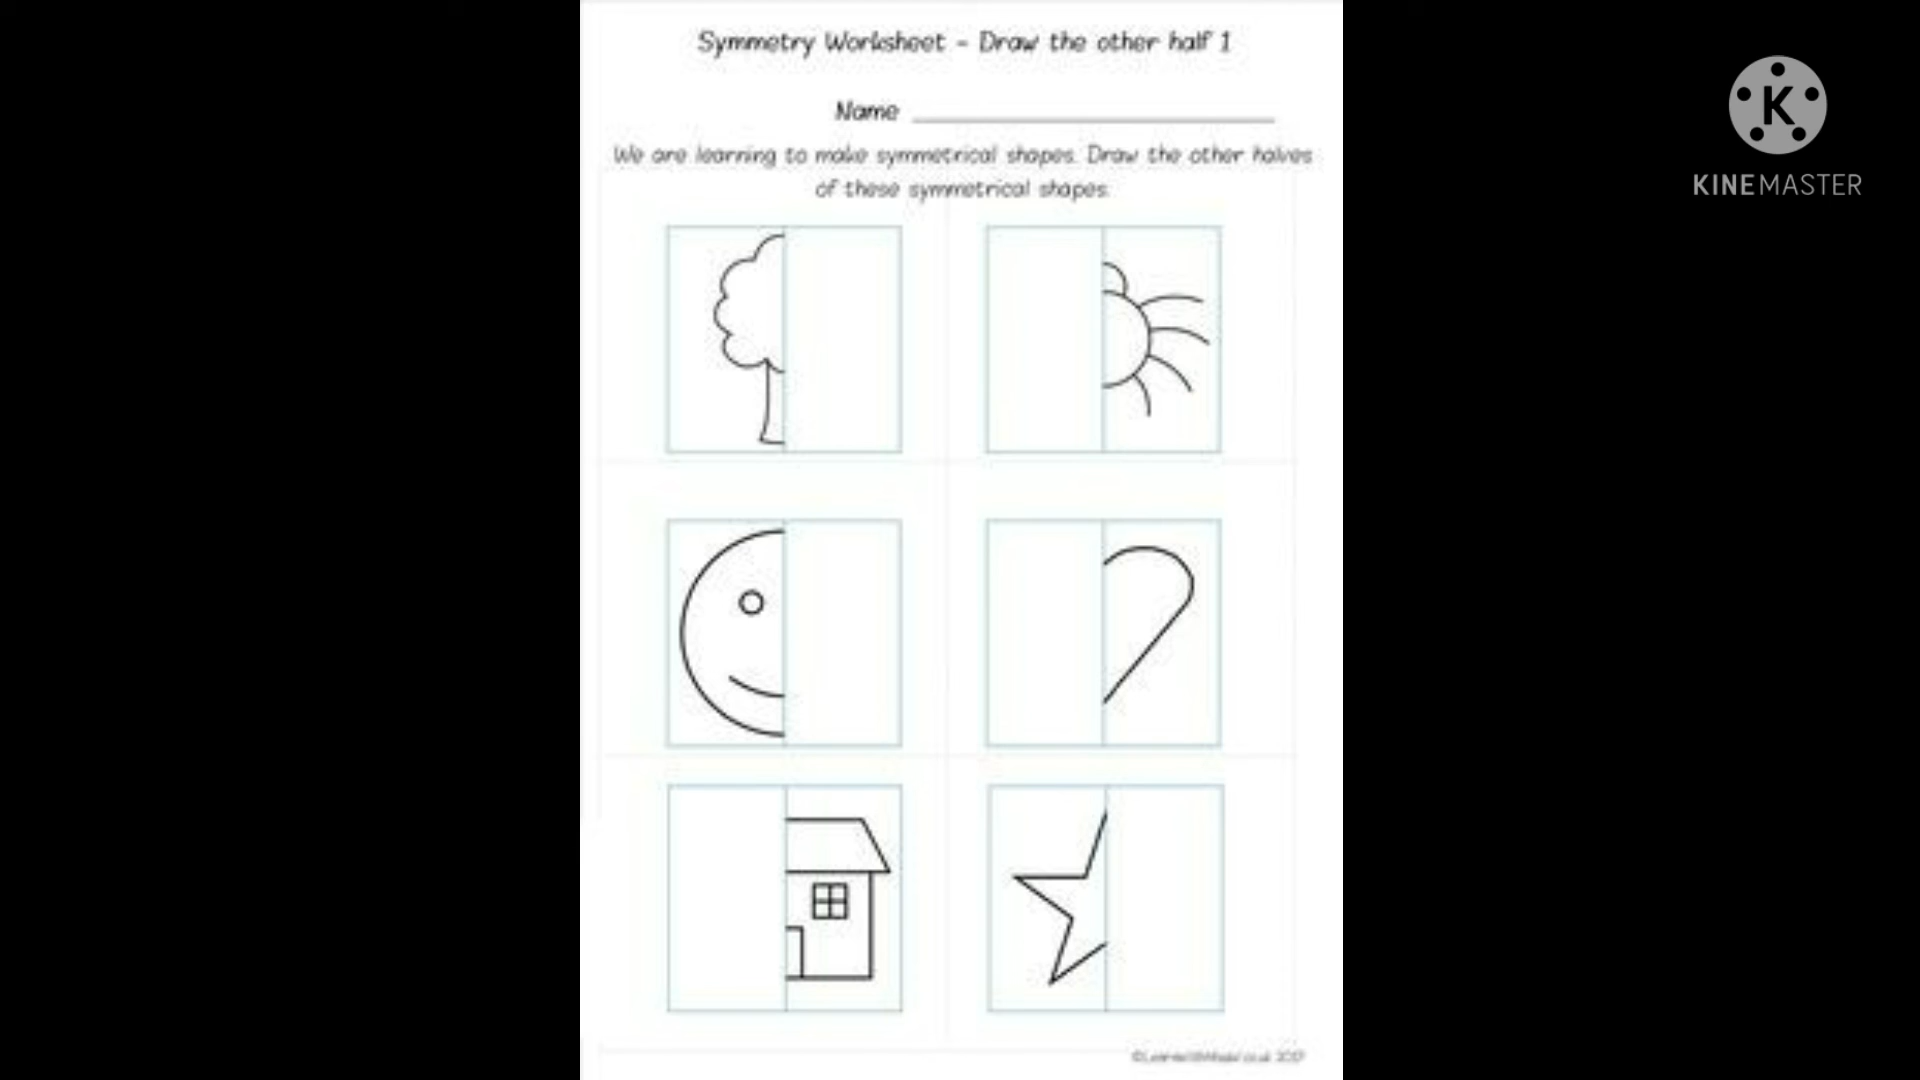 Symmetry Worksheet - Draw the other half 1
Name
We are learning to make symmetrical shapes. Draw the other halves
of these symmetrical shapes.
K
KINEMASTER